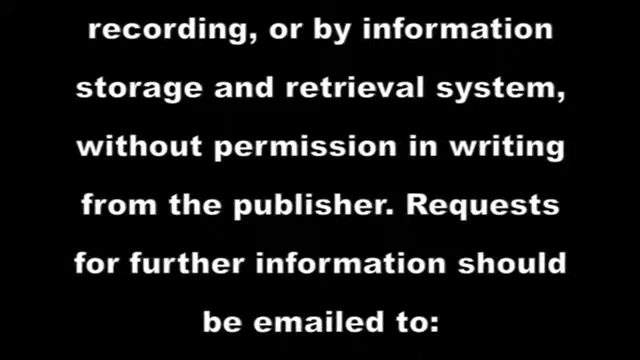 recording, or by information
storage and retrieval system,
without permission in writing
from the publisher. Requests
for further information should
be emailed to: